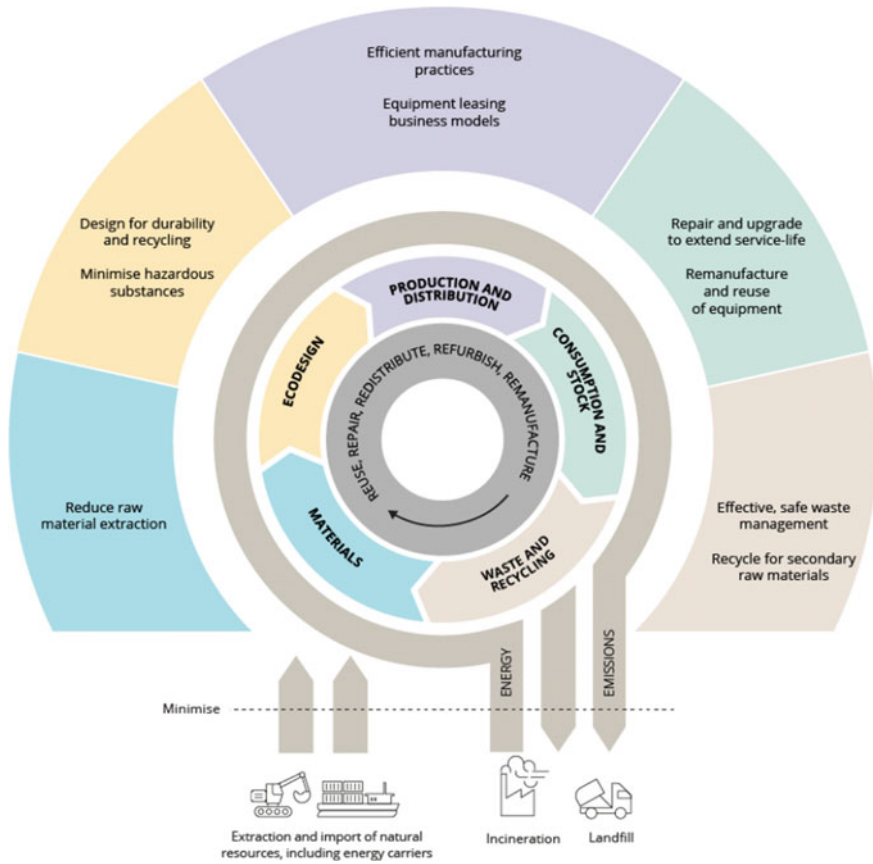 Efficient manufacturing
practices
Equipment leasing
business models
Design for durability
and recycling
Minimise hazardous
substances
Repair and upgrade
to extend service-life
Remanufacture
and reuse
of equipment
Reduce raw
material extraction
Effective, safe waste
management
Recycle for secondary
raw materials
PRODUCTION AND
DISTRIBUTION
CONSUMPTION AND
STOCK
WASTE AND
RECYCLING
MATERIALS
ECODESIGN
REUSE, REPAIR, REDISTRIBUTE, REFURBISH, REMANUFACTURE
ENERGY
EMISSIONS
Minimise
Extraction and import of natural
resources, including energy carriers
Incineration
Landfill